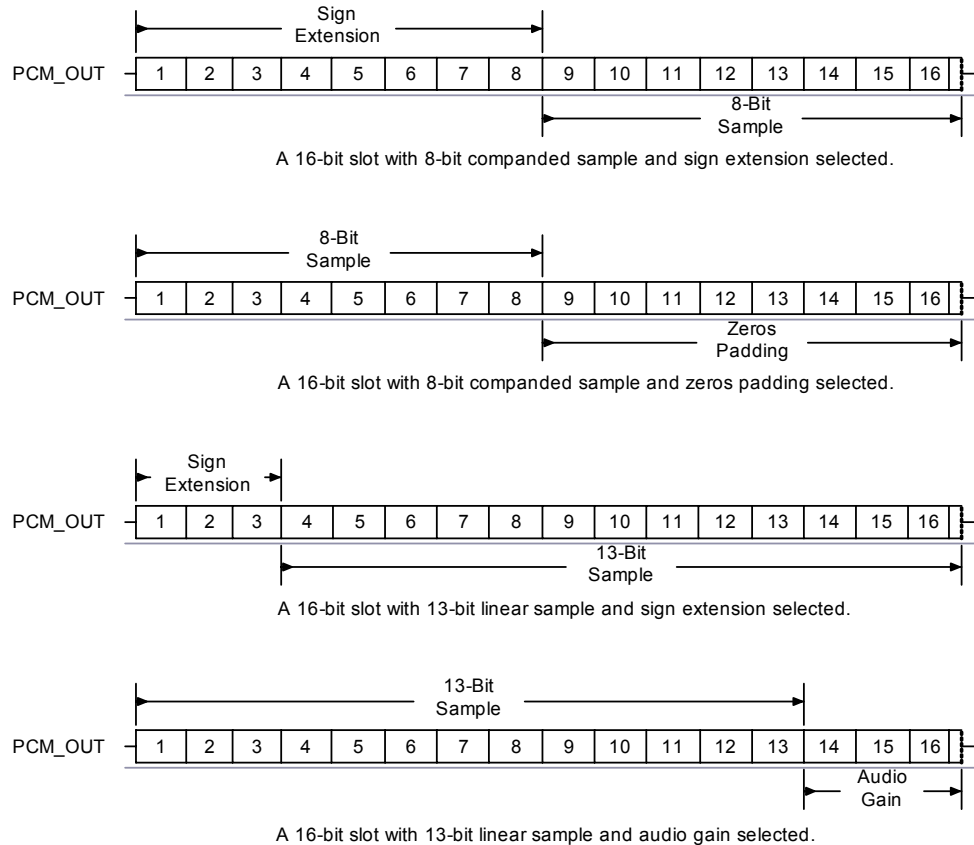 Sign
Extension
PCM_OUT 1 2 3 4 5 6 7 8 9 10 11 12 13 14 15 16
8-Bit
Sample
A 16-bit slot with 8-bit companded sample and sign extension selected.
8-Bit
Sample
PCM_OUT 1 2 3 4 5 6 7 8 9 10 11 12 13 14 15 16
Zeros
Padding
A 16-bit slot with 8-bit companded sample and zeros padding selected.
Sign
Extension
PCM_OUT 1 2 3 4 5 6 7 8 9 10 11 12 13 14 15 16
13-Bit
Sample
A 16-bit slot with 13-bit linear sample and sign extension selected.
13-Bit
Sample
PCM_OUT 1 2 3 4 5 6 7 8 9 10 11 12 13 14 15 16
Audio
Gain
A 16-bit slot with 13-bit linear sample and audio gain selected.